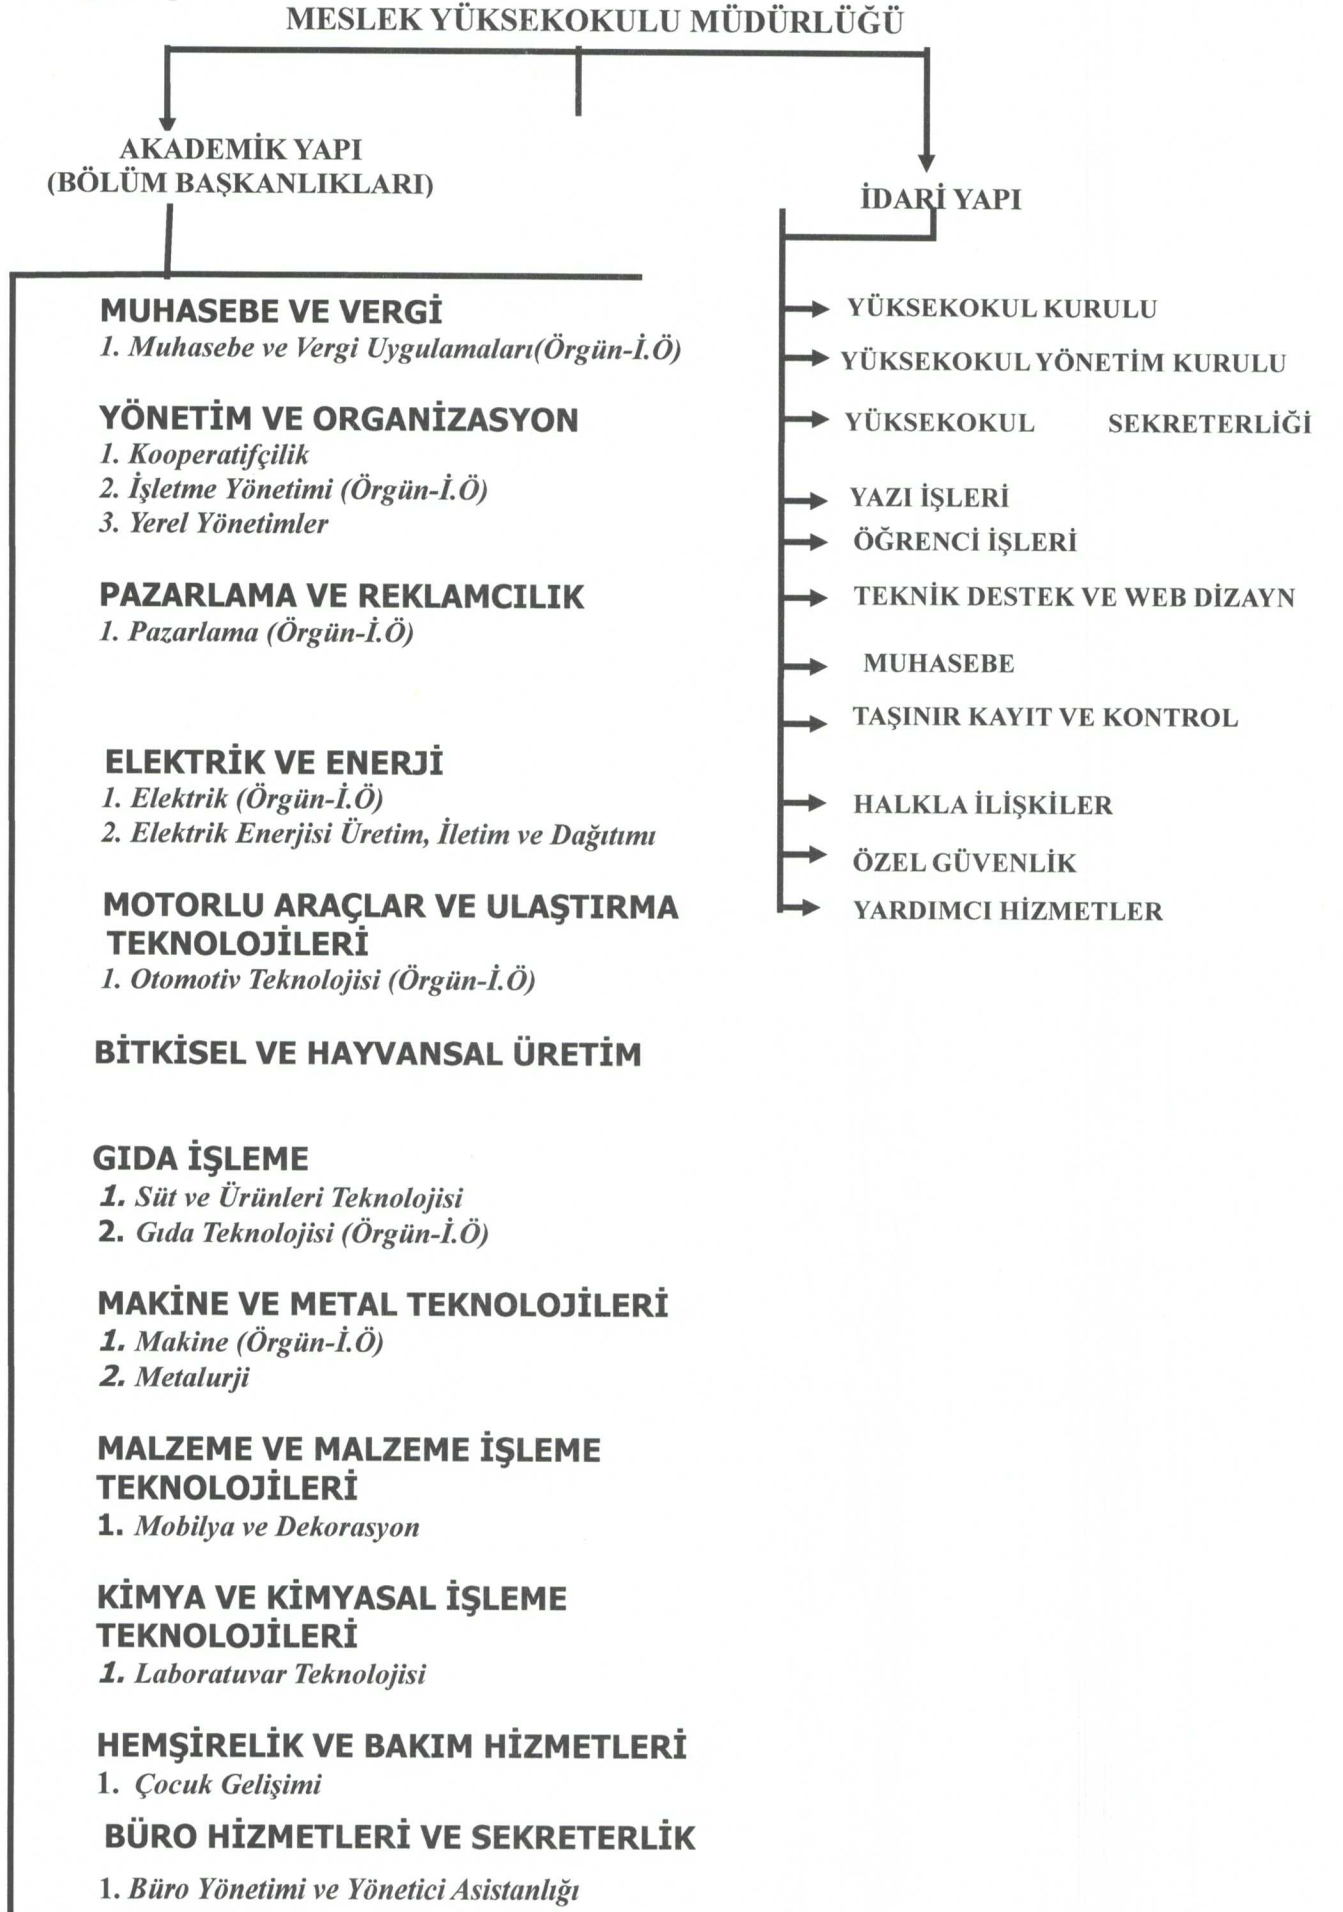 MESLEK YÜKSEKOKULU MÜDÜRLÜĞÜ
AKADEMİK YAPI
(BÖLÜM BAŞKANLIKLARI)
MUHASEBE VE VERGİ
1. Muhasebe ve Vergi Uygulamaları(Örgün-İ.Ö)
YÖNETİM VE ORGANİZASYON
1. Kooperatifçilik
2. İşletme Yönetimi (Örgün-İ.Ö)
3. Yerel Yönetimler
PAZARLAMA VE REKLAMCILIK
1. Pazarlama (Örgün-İ.Ö)
ELEKTRİK VE ENERJİ
1. Elektrik (Örgün-İ.Ö)
2. Elektrik Enerjisi Üretim, İletim ve Dağıtımı
MOTORLU ARAÇLAR VE ULAŞTIRMA
TEKNOLOJİLERİ
1. Otomotiv Teknolojisi (Örgün-İ.Ö)
BİTKİSEL VE HAYVANSAL ÜRETİM
GIDA İŞLEME
1. Süt ve Ürünleri Teknolojisi
2. Gıda Teknolojisi (Örgün-İ.Ö)
MAKİNE VE METAL TEKNOLOJİLERİ
1. Makine (Örgün-İ.Ö)
2. Metalurji
MALZEME VE MALZEME İŞLEME
TEKNOLOJİLERİ
1. Mobilya ve Dekorasyon
KİMYA VE KİMYASAL İŞLEME
TEKNOLOJİLERİ
1. Laboratuvar Teknolojisi
HEMŞİRELİK VE BAKIM HİZMETLERİ
1. Çocuk Gelişimi
BÜRO HİZMETLERİ VE SEKRETERLİK
1. Büro Yönetimi ve Yönetici Asistanlığı
İDARİ YAPI
YÜKSEKOKUL KURULU
YÜKSEKOKUL YÖNETİM KURULU
YÜKSEKOKUL SEKRETERLİĞİ
YAZI İŞLERİ
ÖĞRENCİ İŞLERİ
TEKNİK DESTEK VE WEB DİZAYN
MUHASEBE
TAŞINIR KAYIT VE KONTROL
HALKLA İLİŞKİLER
ÖZEL GÜVENLİK
YARDIMCI HİZMETLER